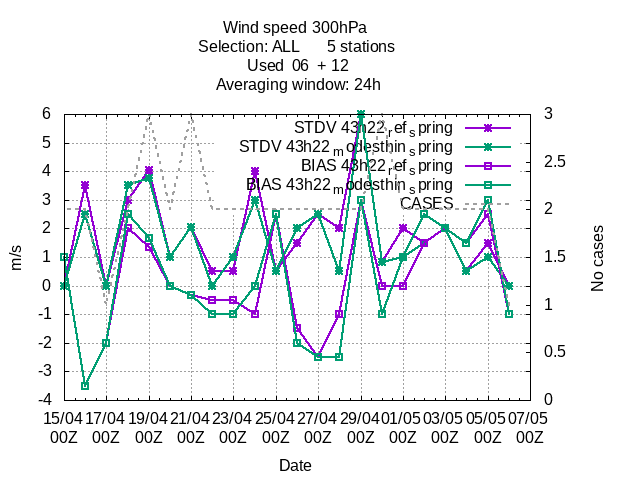 Wind speed 300hPa
Selection: ALL 5 stations
Used 06 + 12
Averaging window: 24h
STDV 43h22_ref_spring
STDV 43h22_modesthin_spring
BIAS 43h22_ref_spring
BIAS 43h22_modesthin_spring
CASES
6
5
4
3
2
1
0
-1
-2
-3
-4
m/s
3
2.5
2
1.5
1
0.5
0
No cases
15/04 17/04 19/04 21/04 23/04 25/04 27/04 29/04 01/05 03/05 05/05 07/05
00Z 00Z 00Z 00Z 00Z 00Z 00Z 00Z 00Z 00Z 00Z 00Z
Date